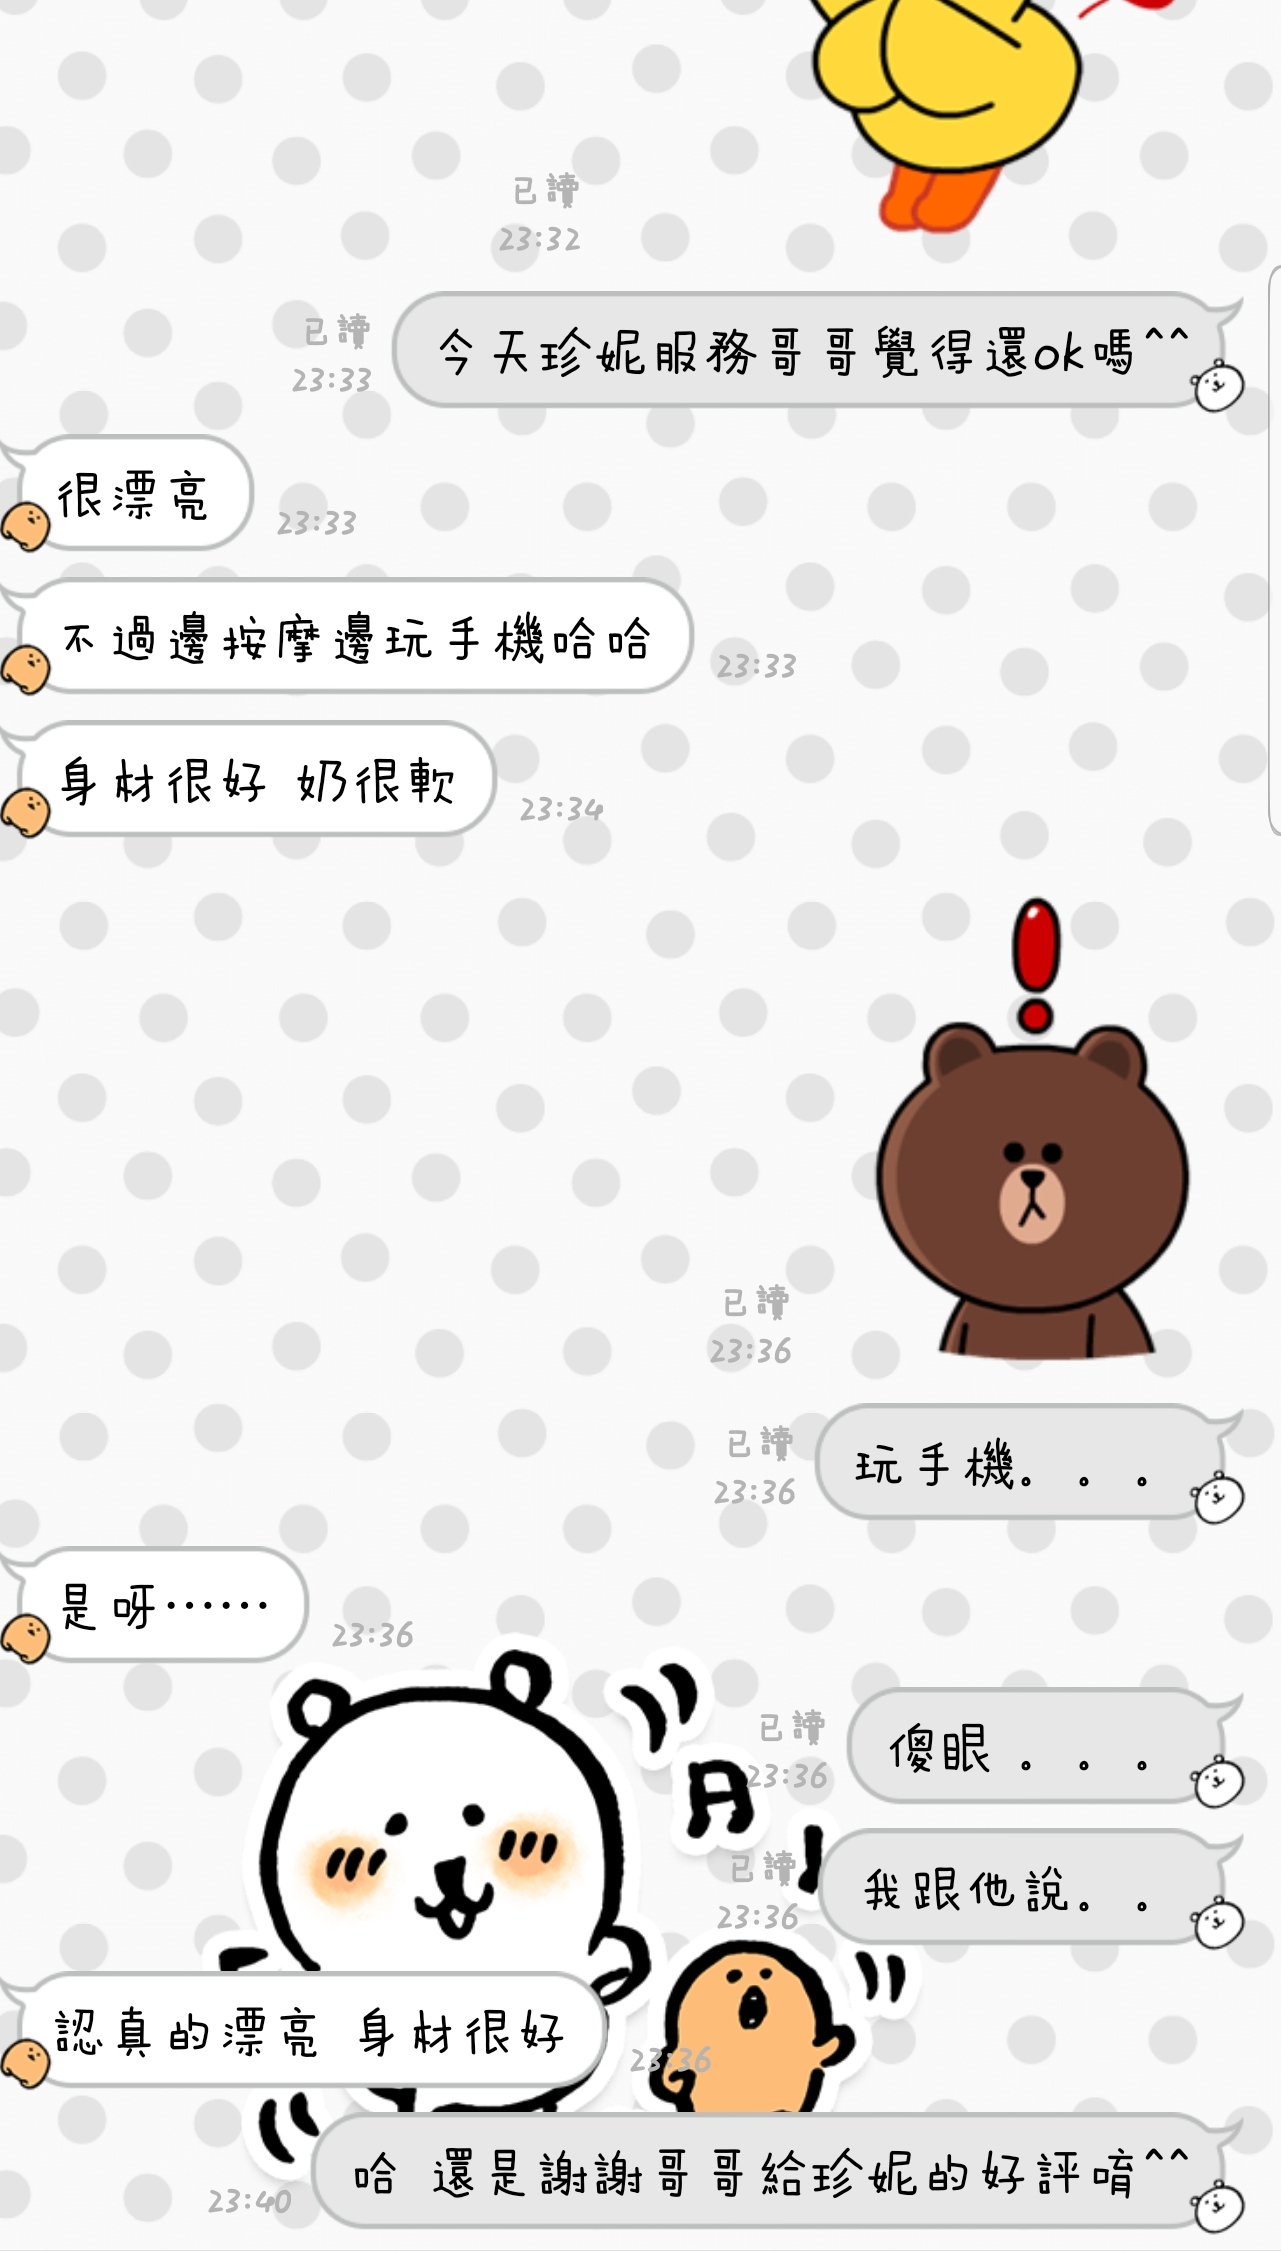 已讀
23:32
已讀
23:33
今天珍妮服務哥哥覺得還ok嗎^^
很漂亮
23:33
不過邊按摩邊玩手機哈哈
23:33
身材很好 奶很軟
23:34
已讀
23:36
已讀
23:36
玩手機。。。
是呀⋯⋯
23:36
已讀
23:36
傻眼 。。。
已讀
23:36
我跟他說。。
認真的漂亮 身材很好
23:36
23:40
哈 還是謝謝哥哥給珍妮的好評唷^^